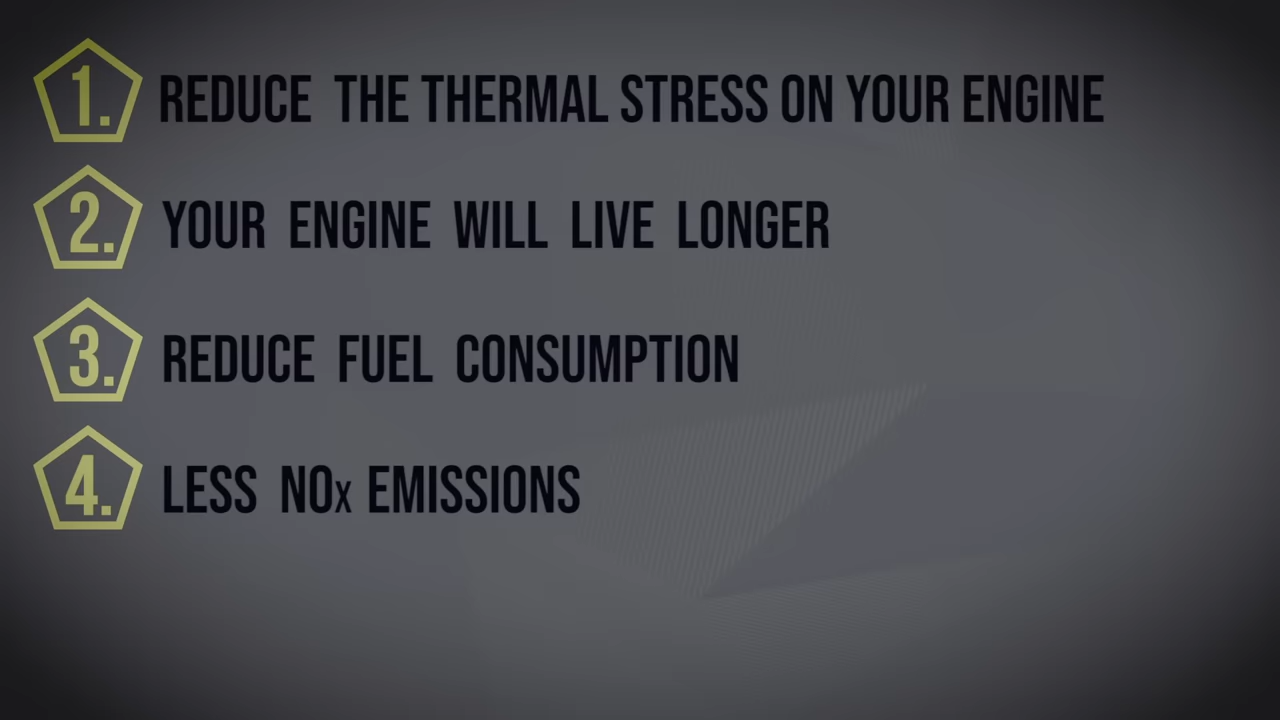 1. REDUCE THE THERMAL STRESS ON YOUR ENGINE
2. YOUR ENGINE WILL LIVE LONGER
3. REDUCE FUEL CONSUMPTION
4. LESS NOx EMISSIONS